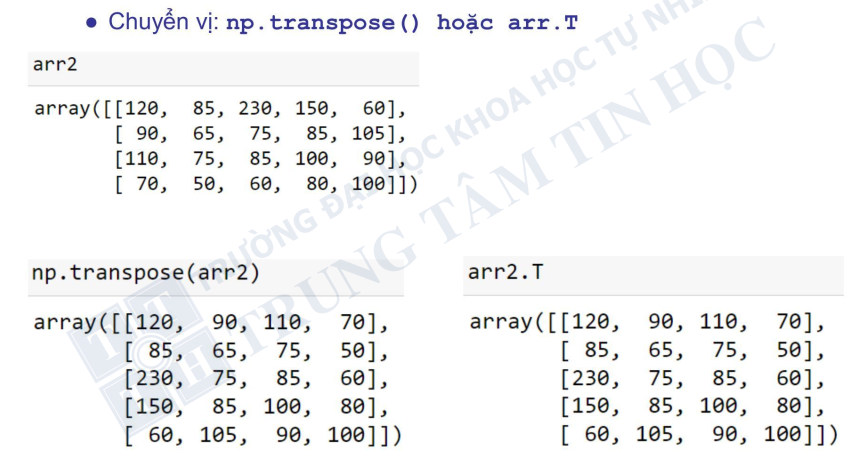 ● Chuyển vị: np.transpose() hoặc arr.T
arr2
array([[120,  85, 230, 150,  60],
       [ 90,  65,  75,  85, 105],
       [110,  75,  85, 100,  90],
       [ 70,  50,  60,  80, 100]])
np.transpose(arr2)
array([[120,  90, 110,  70],
       [ 85,  65,  75,  50],
       [230,  75,  85,  60],
       [150,  85, 100,  80],
       [ 60, 105,  90, 100]])
arr2.T
array([[120,  90, 110,  70],
       [ 85,  65,  75,  50],
       [230,  75,  85,  60],
       [150,  85, 100,  80],
       [ 60, 105,  90, 100]])
TRƯỜNG ĐẠI HỌC KHOA HỌC TỰ
TRUNG TÂM TIN HỌC